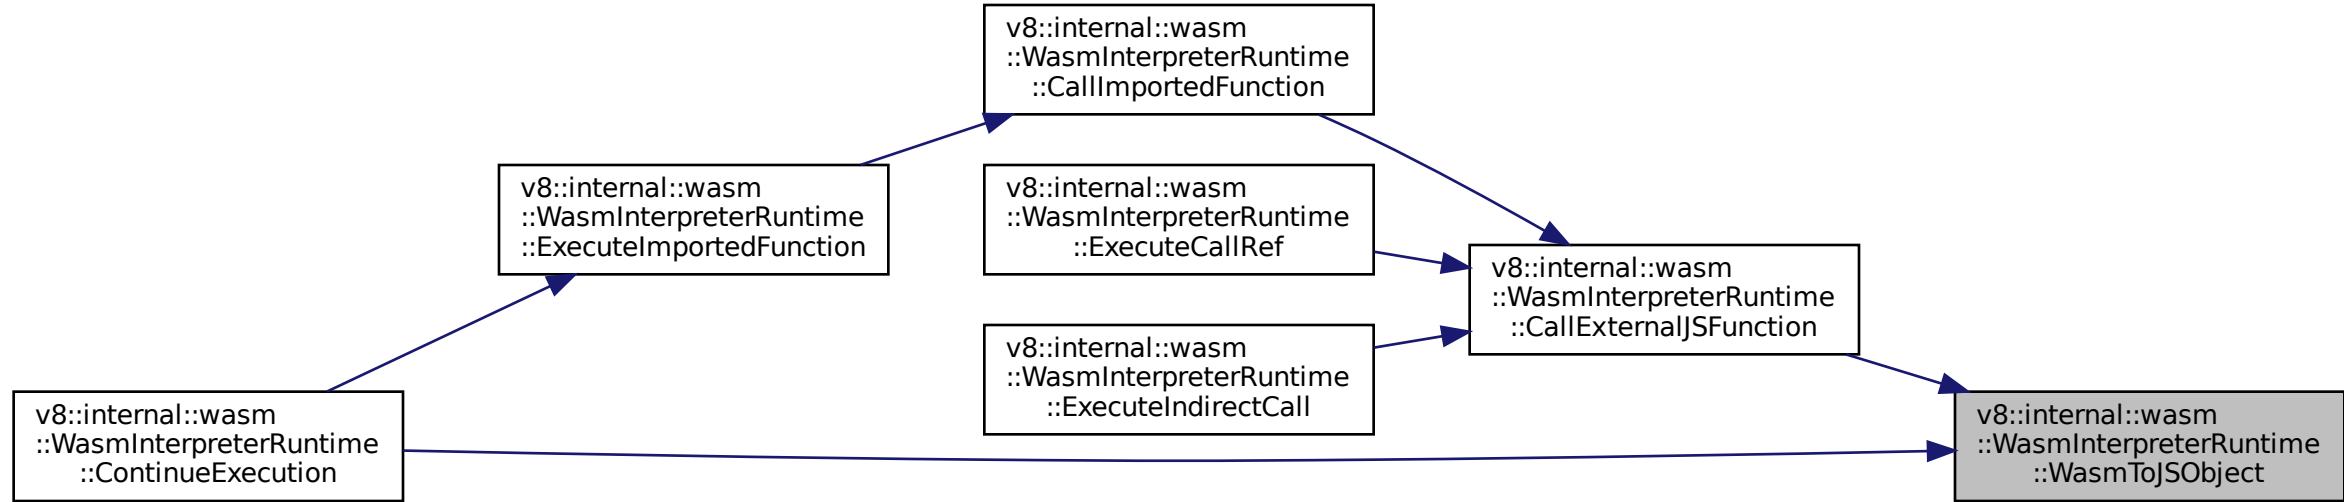 v8::internal::wasm
::WasmInterpreterRuntime
::CallImportedFunction
v8::internal::wasm
::WasmInterpreterRuntime
::ExecuteImportedFunction
v8::internal::wasm
::WasmInterpreterRuntime
::ExecuteCallRef
v8::internal::wasm
::WasmInterpreterRuntime
::CallExternalJSFunction
v8::internal::wasm
::WasmInterpreterRuntime
::ExecuteIndirectCall
v8::internal::wasm
::WasmInterpreterRuntime
::ContinueExecution
v8::internal::wasm
::WasmInterpreterRuntime
::WasmToJSObject